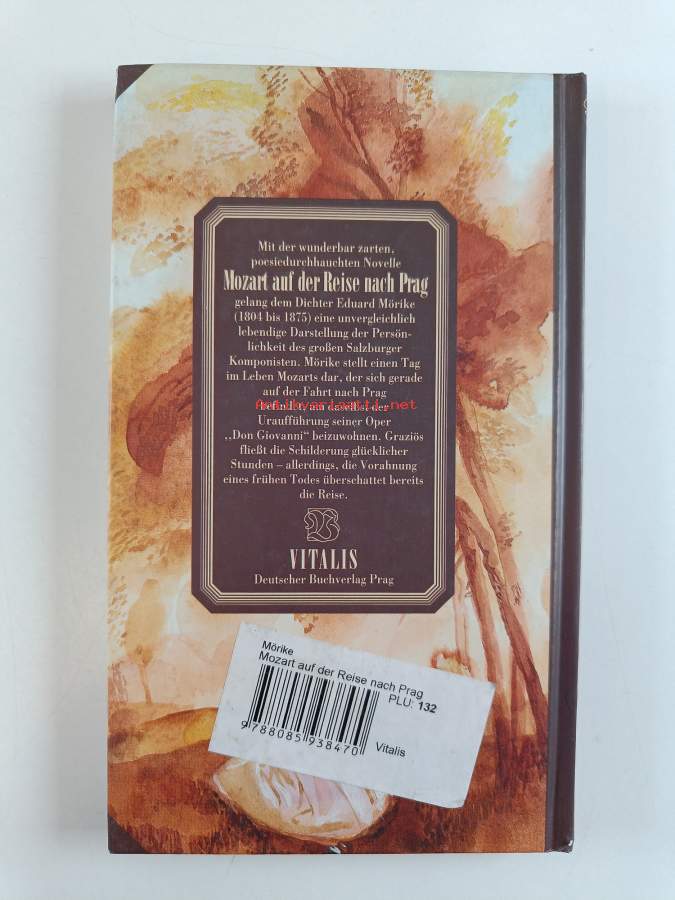 Mit der wunderbar zarten,
poesiedurchhauchten Novelle
Mozart auf der Reise nach Prag
gelang dem Dichter Eduard Mörike
(1804 bis 1875) eine unvergleichlich
lebendige Darstellung der Persön-
lichkeit des großen Salzburger
Komponisten. Mörike stellt einen Tag
im Leben Mozarts dar, der sich gerade
auf der Fahrt nach Prag
befindet, um daselbst der
Uraufführung seiner Oper
„Don Giovanni“ beizuwohnen. Graziös
fließt die Schilderung glücklicher
Stunden – allerdings, die Vorahnung
eines frühen Todes überschattet bereits
die Reise.
VITALIS
Deutscher Buchverlag Prag
Mörike
Mozart auf der Reise nach Prag
PLU: 132
9788085938470
Vitalis